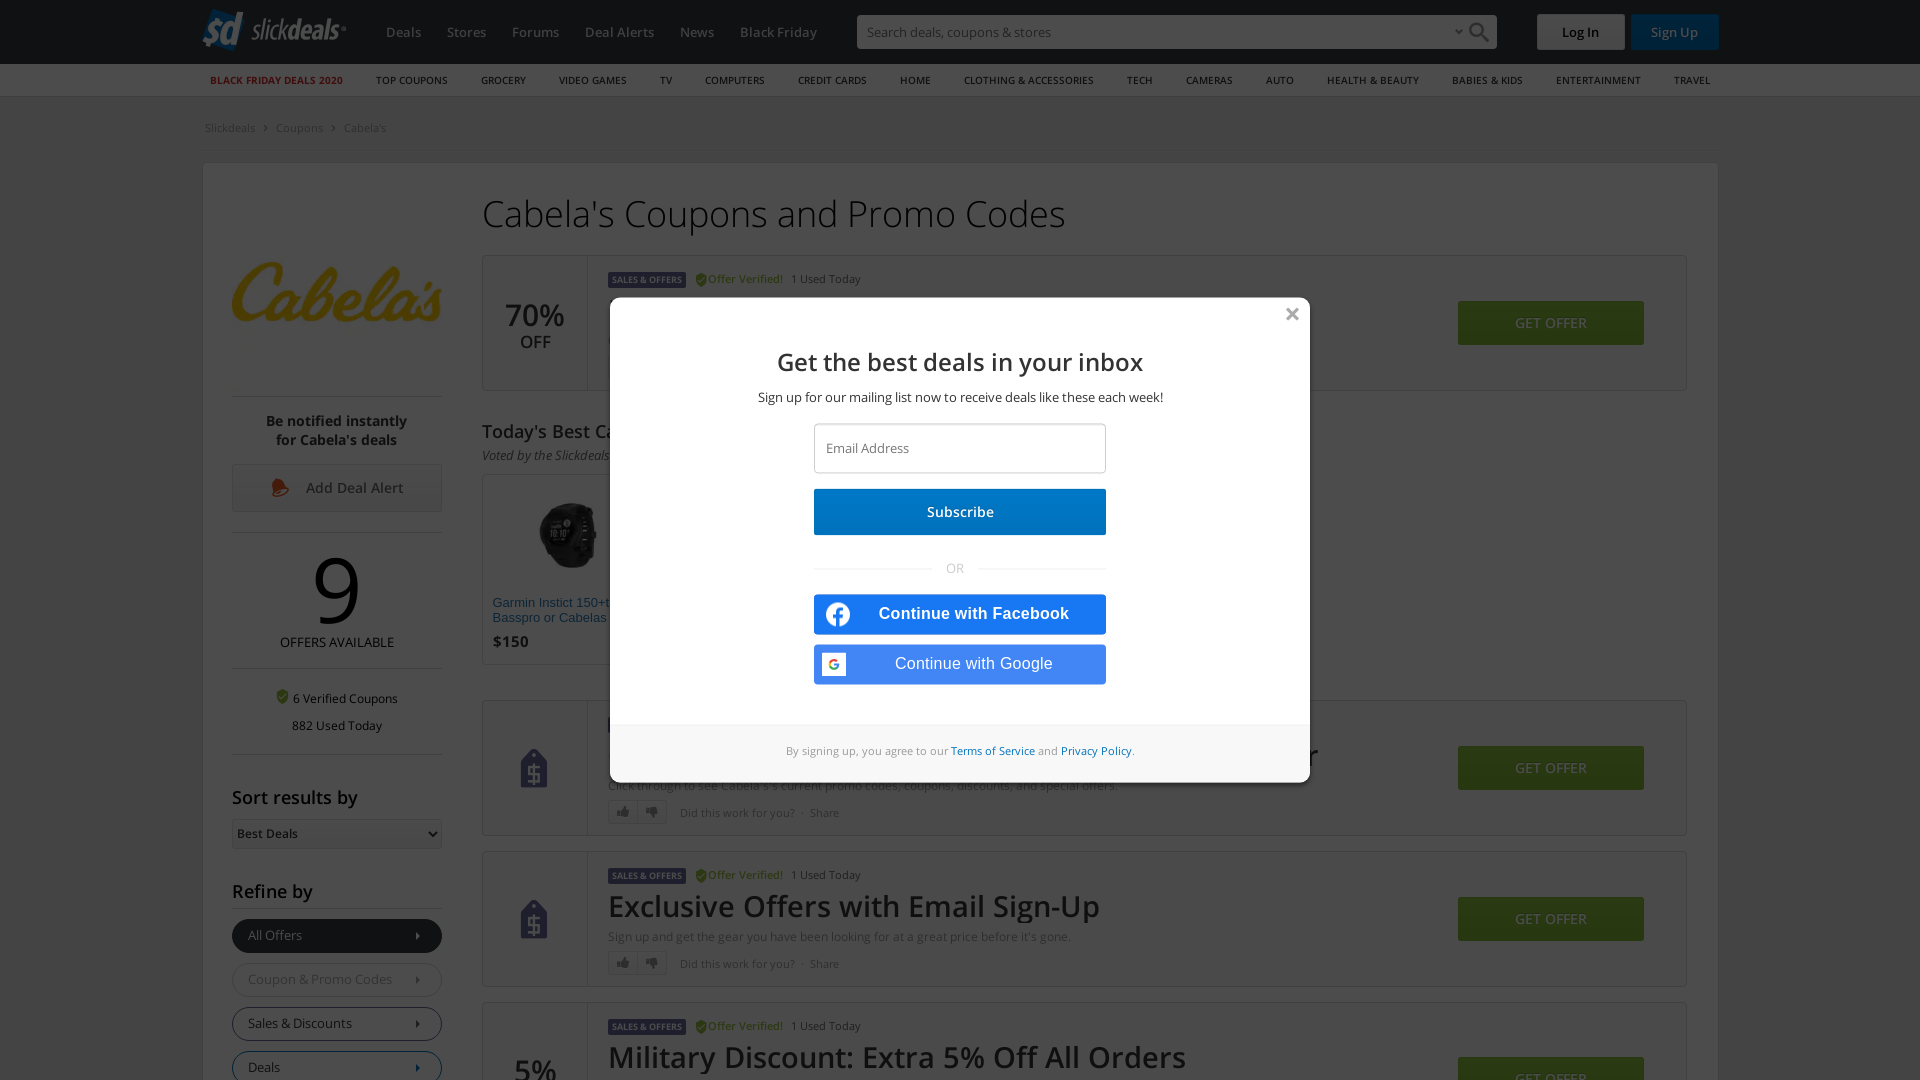 sd slickdeals
Deals
Stores
Forums
Deal Alerts
News
Black Friday
Search deals, coupons & stores
Log In
Sign Up
BLACK FRIDAY DEALS 2020
TOP COUPONS
GROCERY
VIDEO GAMES
TV
COMPUTERS
CREDIT CARDS
HOME
CLOTHING & ACCESSORIES
TECH
CAMERAS
AUTO
HEALTH & BEAUTY
BABIES & KIDS
ENTERTAINMENT
TRAVEL
Slickdeals
Coupons
Cabela's
Cabela's
Be notified instantly
for Cabela's deals
Add Deal Alert
9
OFFERS AVAILABLE
6 Verified Coupons
882 Used Today
Sort results by
Best Deals
Refine by
All Offers
Coupon & Promo Codes
Sales & Discounts
Deals
Cabela's Coupons and Promo Codes
70%
OFF
SALES & OFFERS
Offer Verified!
1 Used Today
GET OFFER
Today's Best
Voted by the Slickdeals
Garmin Instict 150+
Basspro or Cabelas
$150
Get the best deals in your inbox
Sign up for our mailing list now to receive deals like these each week!
Email Address
Subscribe
OR
Continue with Facebook
Continue with Google
By signing up, you agree to our Terms of Service and Privacy Policy.
Click through to see Cabela's's current promo codes, coupons, discounts, and special offers.
Did this work for you? · Share
GET OFFER
SALES & OFFERS
Offer Verified!
1 Used Today
Exclusive Offers with Email Sign-Up
Sign up and get the gear you have been looking for at a great price before it's gone.
Did this work for you? · Share
GET OFFER
5%
SALES & OFFERS
Offer Verified!
1 Used Today
Military Discount: Extra 5% Off All Orders
GET OFFER